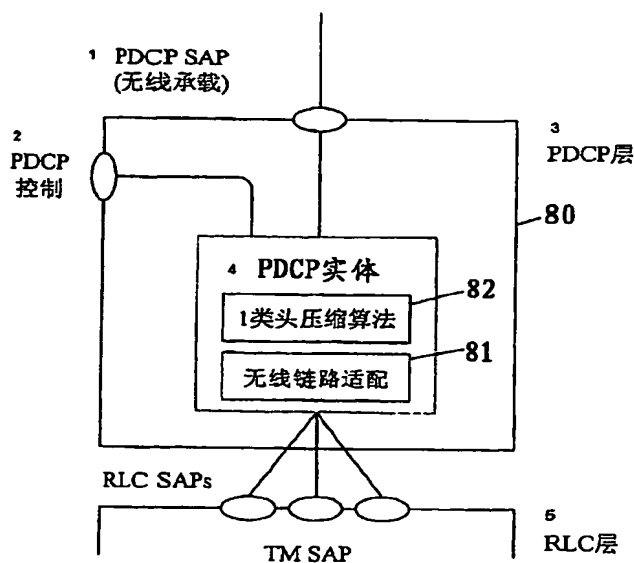 1 PDCP SAP
(无线承载)
2
PDCP
控制
3
PDCP层
80
4 PDCP实体
82
1类头压缩算法
81
无线链路适配
RLC SAPs
TM SAP
5
RLC层